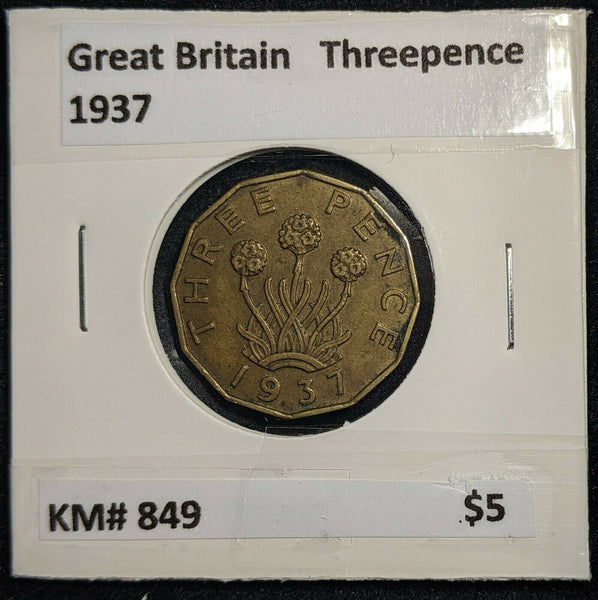 Great Britain Threepence
1937
THREE PENCE
1937
KM# 849 $5